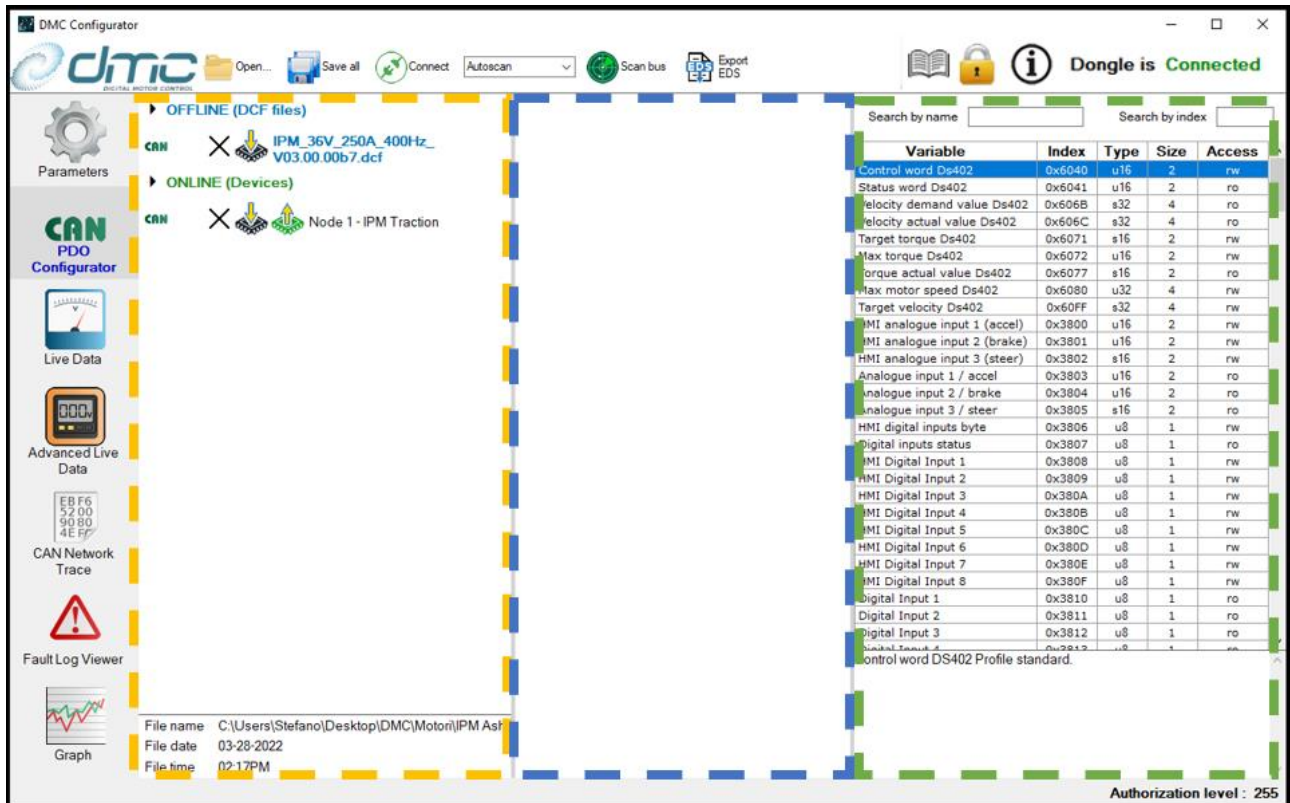 DMC Configurator
dmc
DIGITAL MOTOR CONTROL
Open...
Save all
Connect
Autoscan
Scan bus
EDS
Export
EDS
Dongle is Connected
Parameters
CAN
PDO
Configurator
Live Data
Advanced Live
Data
EBF6
5200
9080
4EFC
CAN Network
Trace
Fault Log Viewer
Graph
OFFLINE (DCF files)
CAN
IPM_36V_250A_400Hz_
V03.00.00b7.dcf
ONLINE (Devices)
CAN
Node 1 - IPM Traction
File name C:\Users\Stefano\Desktop\DMC\Motori\IPM Ash
File date 03-28-2022
File time 02:17PM
Search by name
Search by index
Variable Index Type Size Access
Control word Ds402 0x6040 u16 2 rw
Status word Ds402 0x6041 u16 2 ro
Velocity demand value Ds402 0x606B s32 4 ro
Velocity actual value Ds402 0x606C s32 4 ro
Target torque Ds402 0x6071 s16 2 rw
Max torque Ds402 0x6072 u16 2 rw
Torque actual value Ds402 0x6077 s16 2 ro
Max motor speed Ds402 0x6080 u32 4 rw
Target velocity Ds402 0x60FF s32 4 rw
HMI analogue input 1 (accel) 0x3800 u16 2 rw
HMI analogue input 2 (brake) 0x3801 u16 2 rw
HMI analogue input 3 (steer) 0x3802 s16 2 rw
Analogue input 1 / accel 0x3803 u16 2 ro
Analogue input 2 / brake 0x3804 u16 2 ro
Analogue input 3 / steer 0x3805 s16 2 ro
HMI digital inputs byte 0x3806 u8 1 rw
Digital inputs status 0x3807 u8 1 ro
HMI Digital Input 1 0x3808 u8 1 rw
HMI Digital Input 2 0x3809 u8 1 rw
HMI Digital Input 3 0x380A u8 1 rw
HMI Digital Input 4 0x380B u8 1 rw
HMI Digital Input 5 0x380C u8 1 rw
HMI Digital Input 6 0x380D u8 1 rw
HMI Digital Input 7 0x380E u8 1 rw
HMI Digital Input 8 0x380F u8 1 rw
Digital Input 1 0x3810 u8 1 ro
Digital Input 2 0x3811 u8 1 ro
Digital Input 3 0x3812 u8 1 ro
Digital Input 4 0x3813 u8 1 ro
Control word DS402 Profile standard.
Authorization level : 255